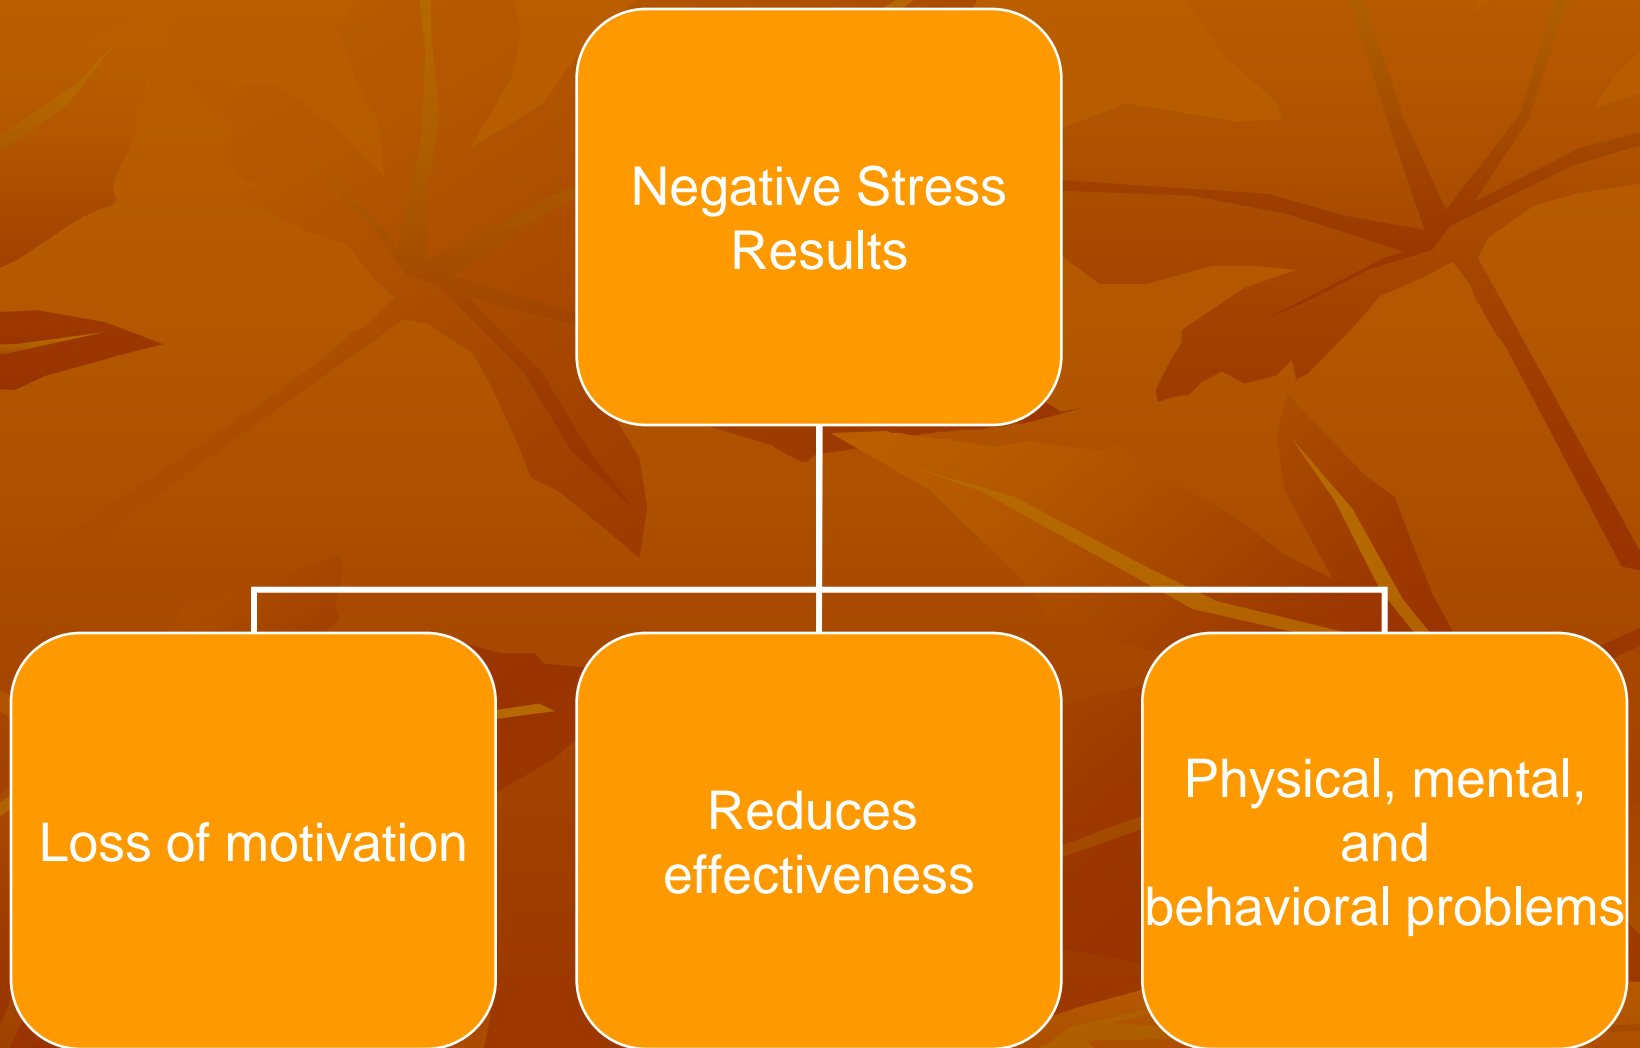 Negative Stress
Results
Loss of motivation
Reduces
effectiveness
Physical, mental,
and
behavioral problems